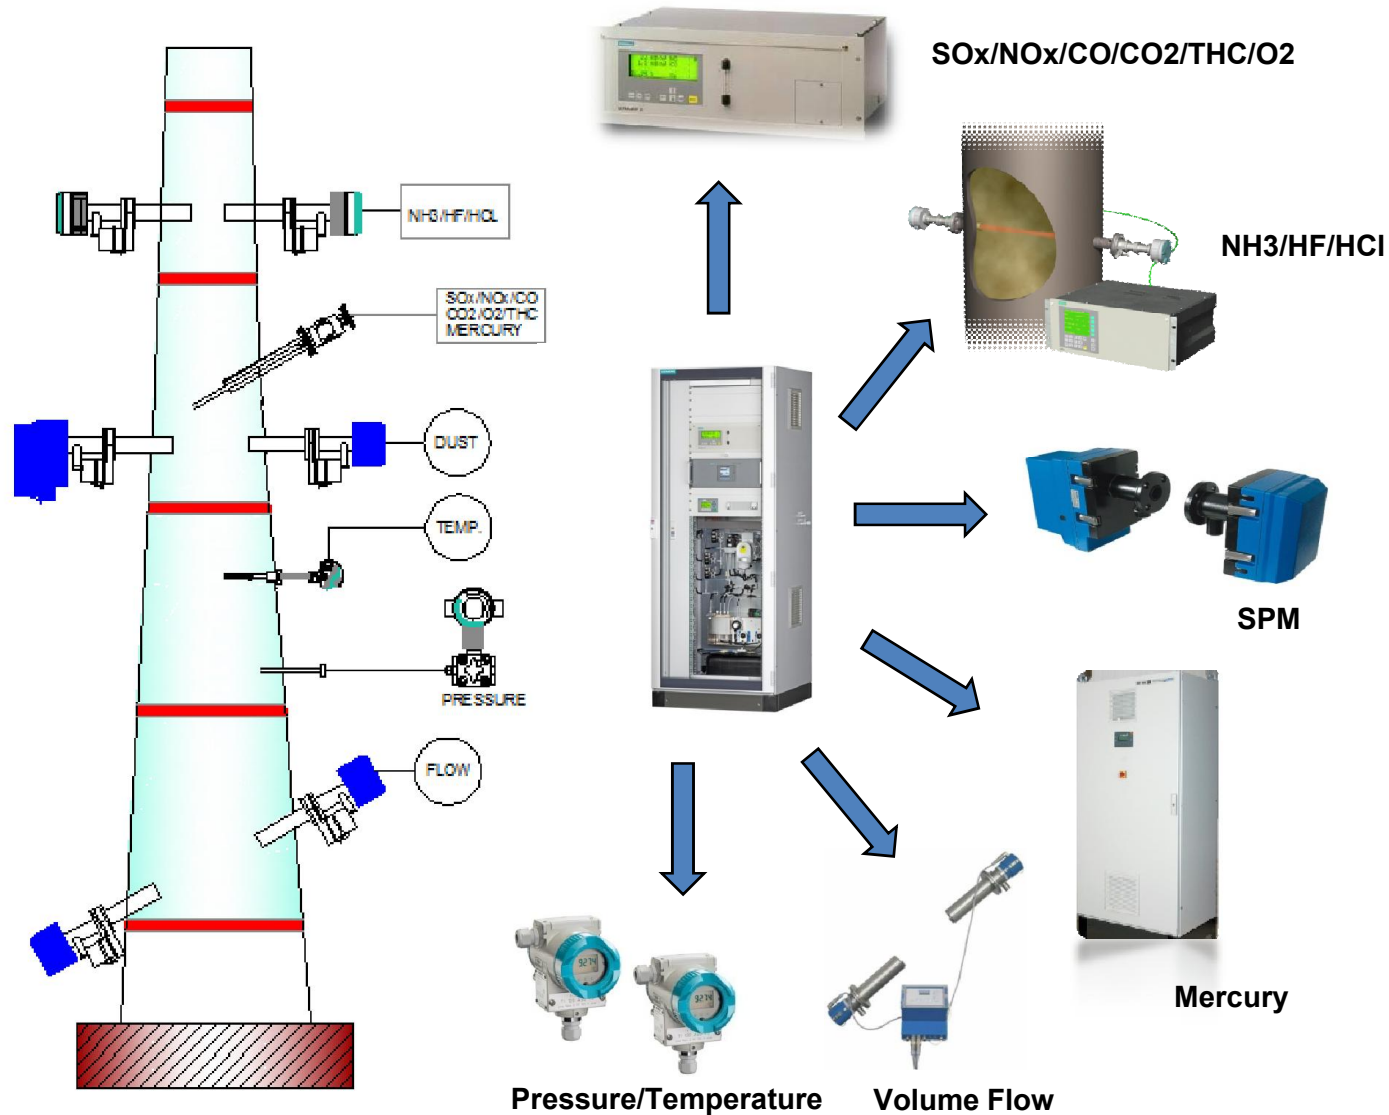 SOx/NOx/CO/CO2/THC/O2
NH3/HF/HCL
NH3/HF/HCl
SOx/NOx/CO
CO2/O2/THC
MERCURY
DUST
TEMP.
SPM
PRESSURE
FLOW
Mercury
Pressure/Temperature
Volume Flow